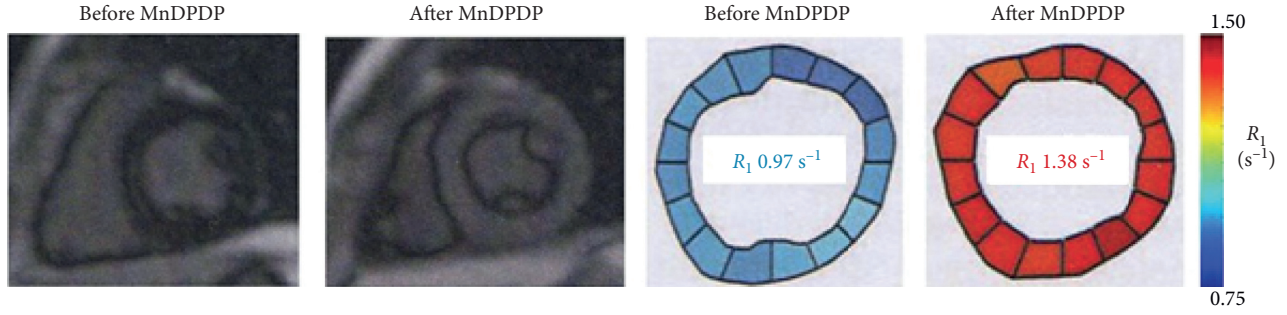 Before MnDPDP
After MnDPDP
Before MnDPDP
After MnDPDP
R₁ 0.97 s⁻¹
R₁ 1.38 s⁻¹
1.50
R₁
(s⁻¹)
0.75